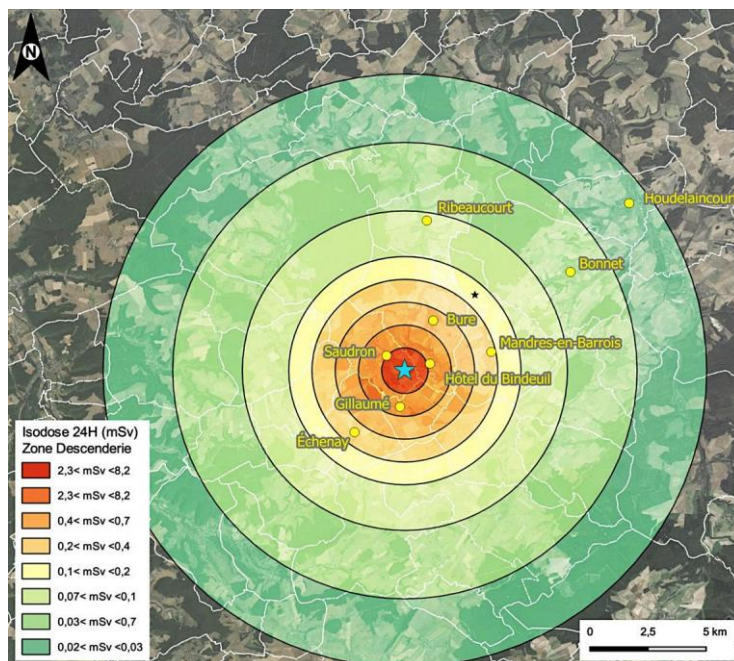 N
Houdelaincour
Ribeaucourt
Bonnet
Bure
Mandres-en-Barrois
Saudron
Hôtel du Bindeuil
Gillaumé
Échenay
Isodose 24H (mSv)
Zone Descenderie
2,3< mSv <8,2
2,3< mSv <8,2
0,4< mSv <0,7
0,2< mSv <0,4
0,1< mSv <0,2
0,07< mSv <0,1
0,03< mSv <0,7
0,02< mSv <0,03
0 2,5 5 km